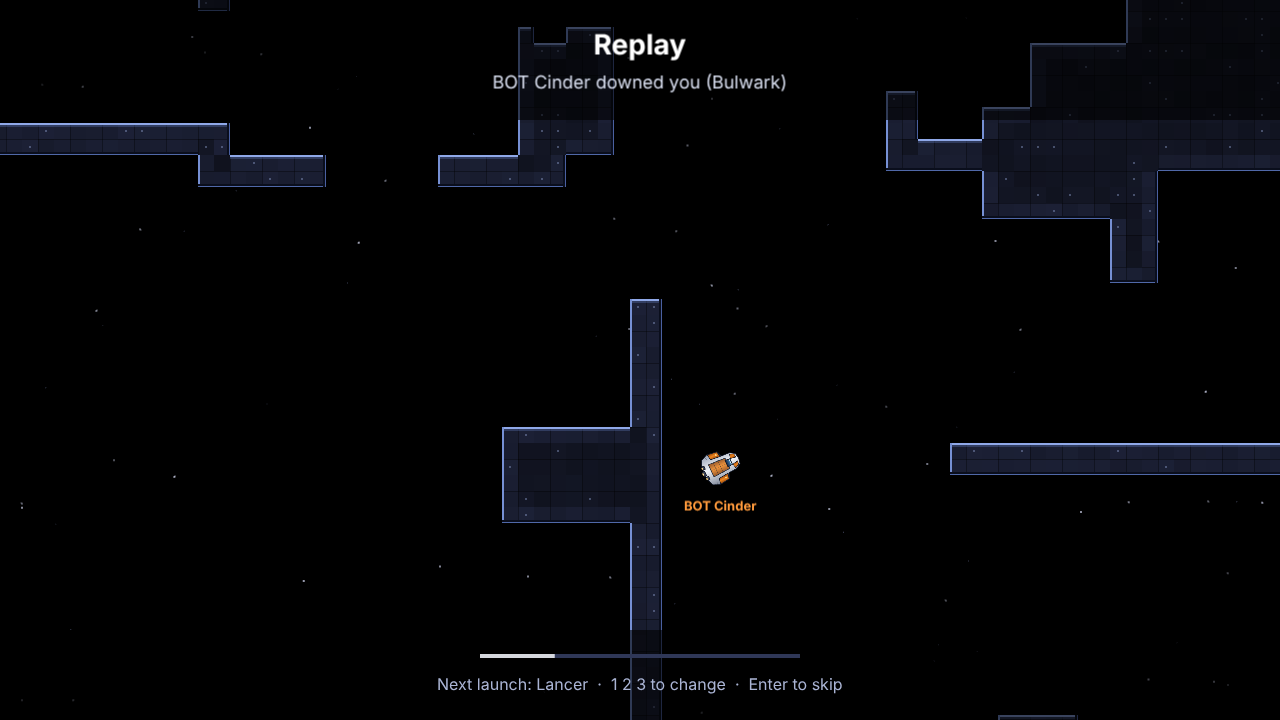 Replay
BOT Cinder downed you (Bulwark)
BOT Cinder
Next launch: Lancer · 1 2 3 to change · Enter to skip